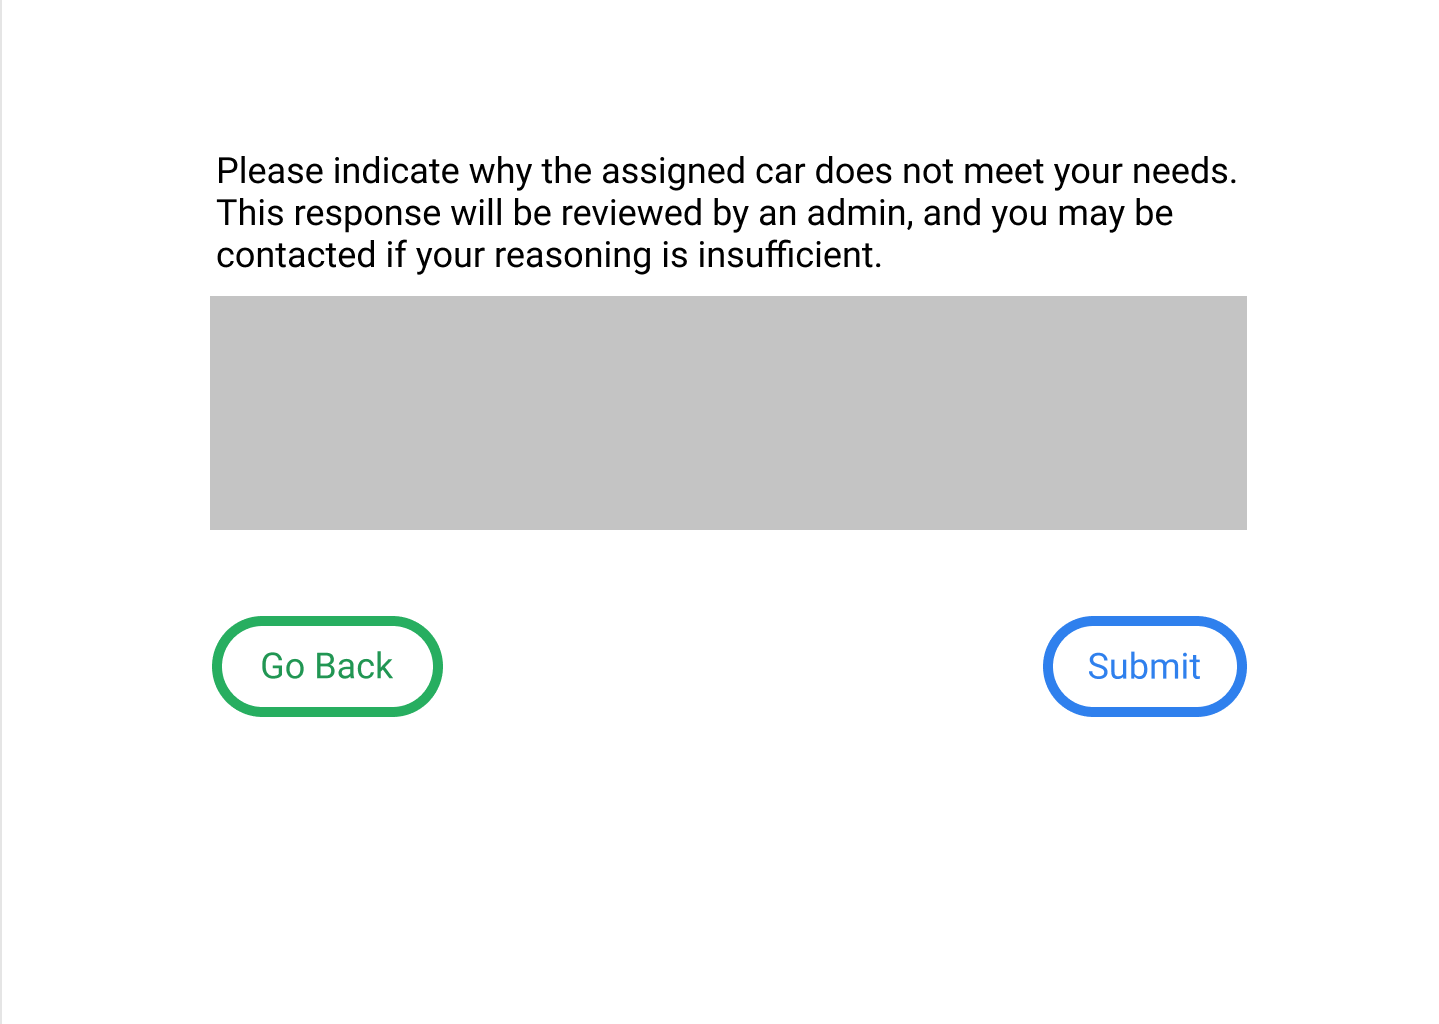 Please indicate why the assigned car does not meet your needs.
This response will be reviewed by an admin, and you may be
contacted if your reasoning is insufficient.
Go Back
Submit